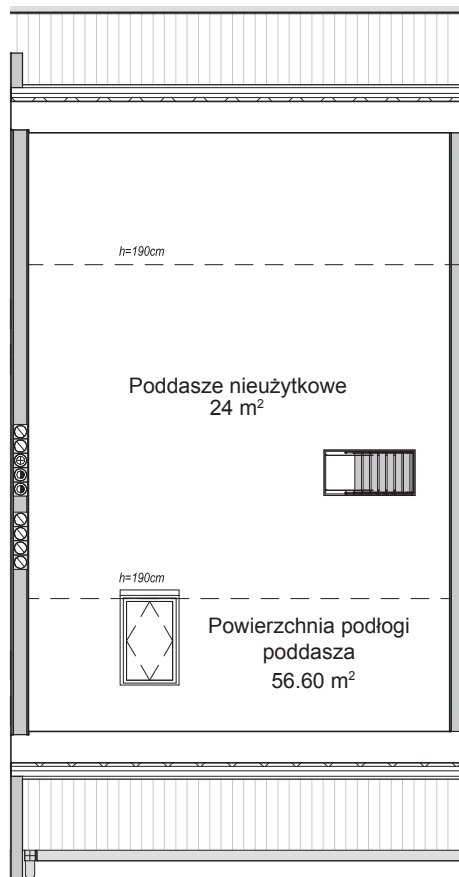 h=190cm
Poddasze nieużytkowe
24 m²
h=190cm
Powierzchnia podłogi
poddasza
56.60 m²